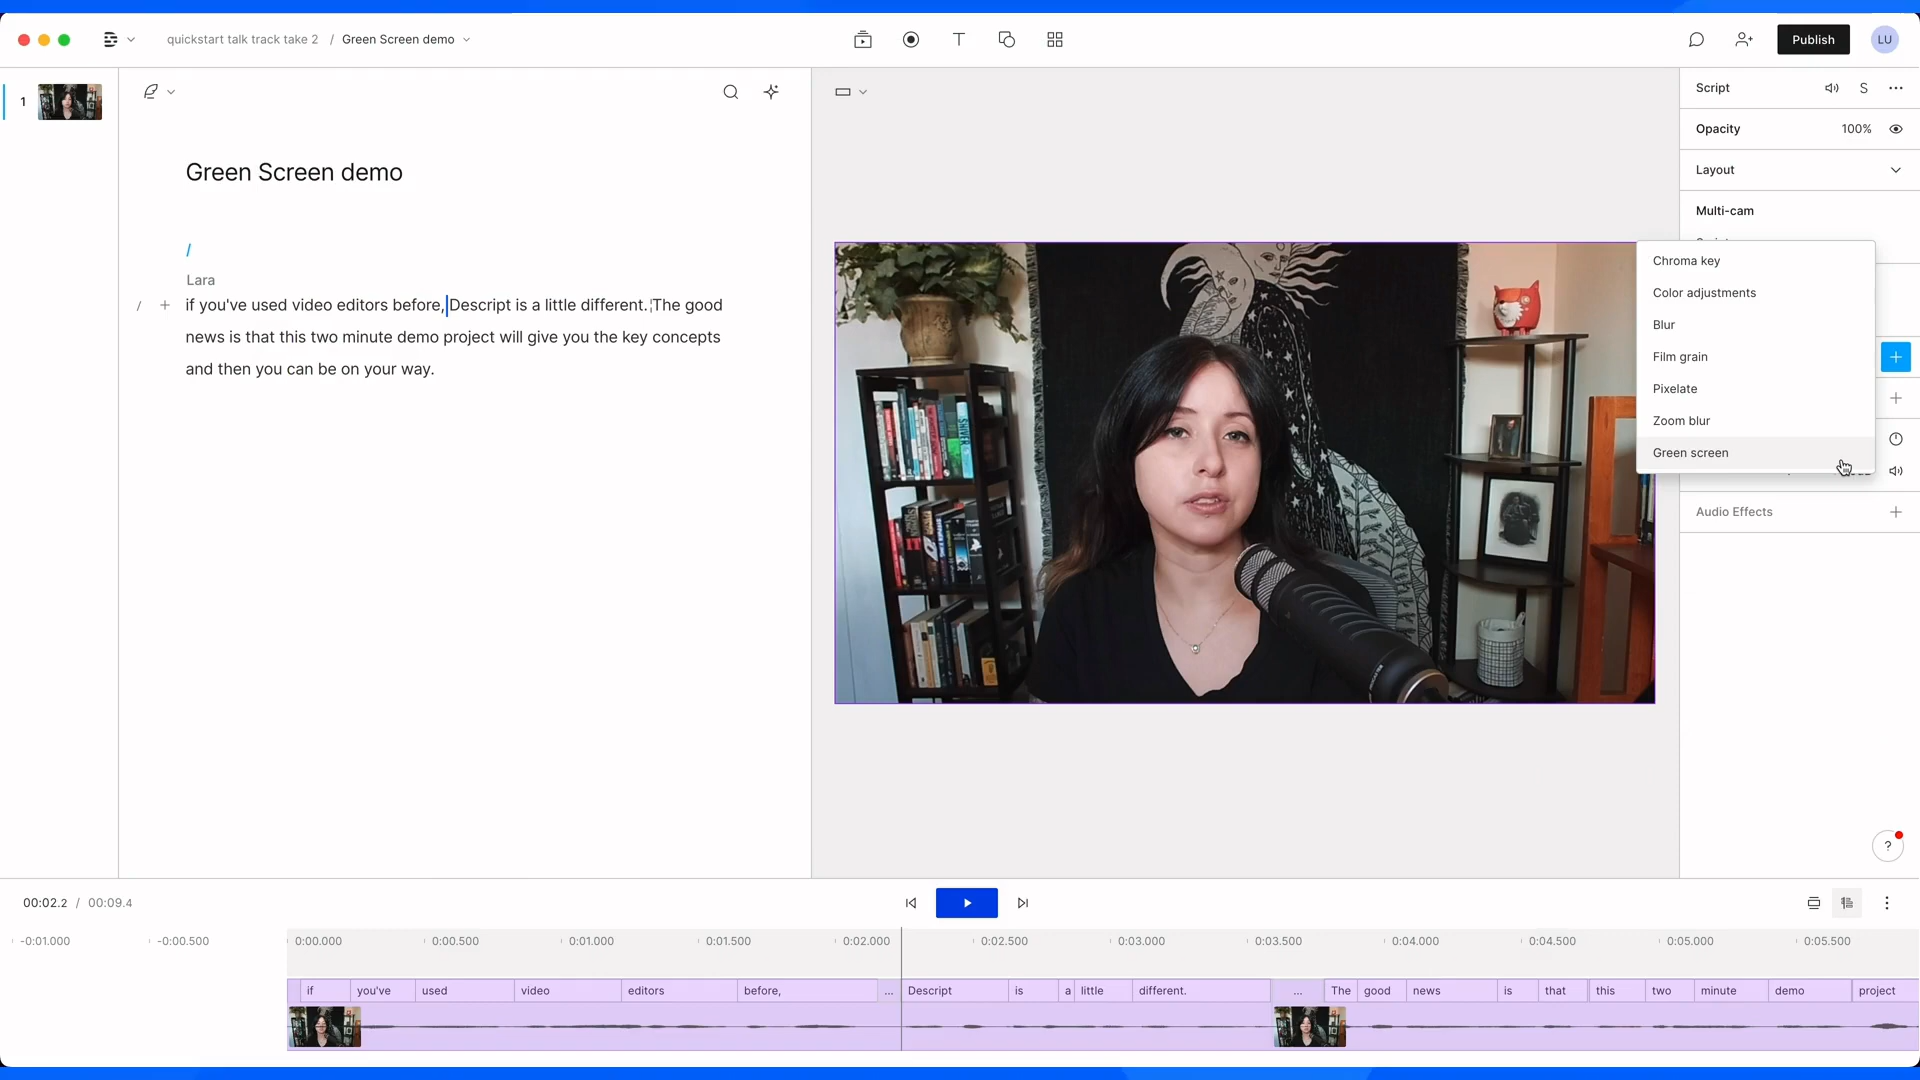 quickstart talk track take 2 / Green Screen demo
Publish
LU
1
Green Screen demo
/
Lara
/ + if you've used video editors before, Descript is a little different. The good
news is that this two minute demo project will give you the key concepts
and then you can be on your way.
Script S
Opacity 100%
Layout
Multi-cam
Chroma key
Color adjustments
Blur
Film grain
Pixelate
Zoom blur
Green screen
Audio Effects
?
00:02.2 / 00:09.4
-0:01.000 -0:00.500 0:00.000 0:00.500 0:01.000 0:01.500 0:02.000 0:02.500 0:03.000 0:03.500 0:04.000 0:04.500 0:05.000 0:05.500
if you've used video editors before, ... Descript is a little different. ... The good news is that this two minute demo project